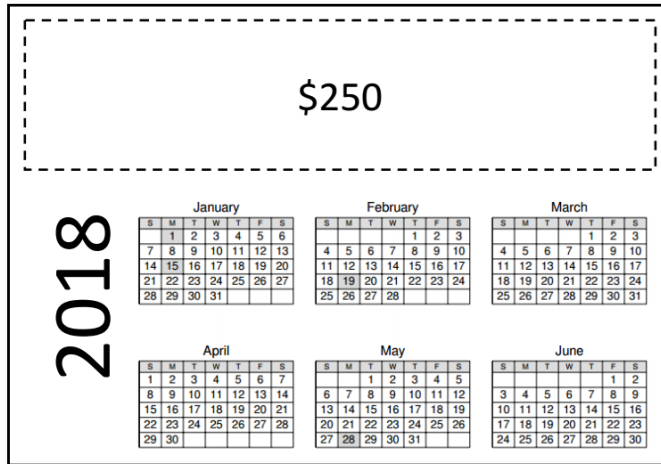 $250
2018
January
S M T W T F S
1 2 3 4 5 6
7 8 9 10 11 12 13
14 15 16 17 18 19 20
21 22 23 24 25 26 27
28 29 30 31
February
S M T W T F S
1 2 3
4 5 6 7 8 9 10
11 12 13 14 15 16 17
18 19 20 21 22 23 24
25 26 27 28
March
S M T W T F S
1 2 3
4 5 6 7 8 9 10
11 12 13 14 15 16 17
18 19 20 21 22 23 24
25 26 27 28 29 30 31
April
S M T W T F S
1 2 3 4 5 6 7
8 9 10 11 12 13 14
15 16 17 18 19 20 21
22 23 24 25 26 27 28
29 30
May
S M T W T F S
1 2 3 4 5
6 7 8 9 10 11 12
13 14 15 16 17 18 19
20 21 22 23 24 25 26
27 28 29 30 31
June
S M T W T F S
1 2
3 4 5 6 7 8 9
10 11 12 13 14 15 16
17 18 19 20 21 22 23
24 25 26 27 28 29 30